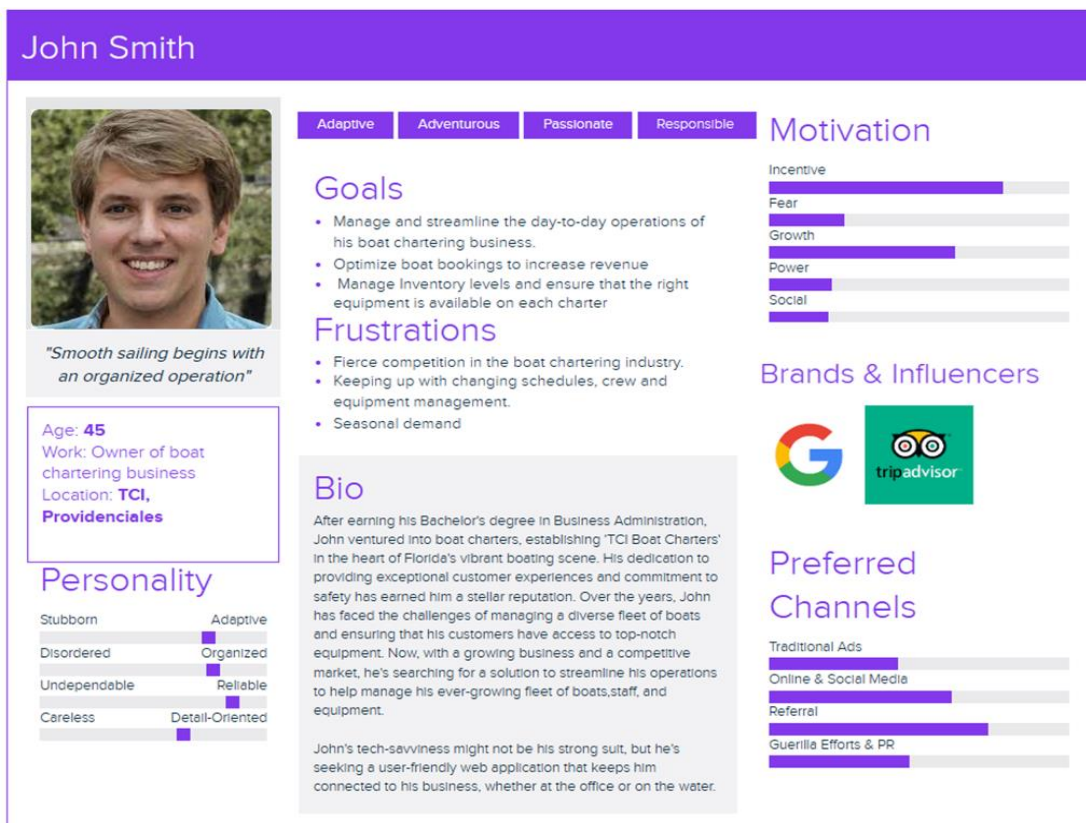 John Smith
"Smooth sailing begins with
an organized operation"
Age: 45
Work: Owner of boat
chartering business
Location: TCI,
Providenciales
Personality
Stubborn Adaptive
Disordered Organized
Undependable Reliable
Careless Detail-Oriented
Adaptive Adventurous Passionate Responsible
Goals
• Manage and streamline the day-to-day operations of
his boat chartering business.
• Optimize boat bookings to increase revenue
• Manage Inventory levels and ensure that the right
equipment is available on each charter
Frustrations
• Fierce competition in the boat chartering industry.
• Keeping up with changing schedules, crew and
equipment management.
• Seasonal demand
Bio
After earning his Bachelor's degree in Business Administration,
John ventured into boat charters, establishing 'TCI Boat Charters'
in the heart of Florida's vibrant boating scene. His dedication to
providing exceptional customer experiences and commitment to
safety has earned him a stellar reputation. Over the years, John
has faced the challenges of managing a diverse fleet of boats
and ensuring that his customers have access to top-notch
equipment. Now, with a growing business and a competitive
market, he's searching for a solution to streamline his operations
to help manage his ever-growing fleet of boats,staff, and
equipment.
John's tech-savviness might not be his strong suit, but he's
seeking a user-friendly web application that keeps him
connected to his business, whether at the office or on the water.
Motivation
Incentive
Fear
Growth
Power
Social
Brands & Influencers
G
tripadvisor
Preferred
Channels
Traditional Ads
Online & Social Media
Referral
Guerilla Efforts & PR